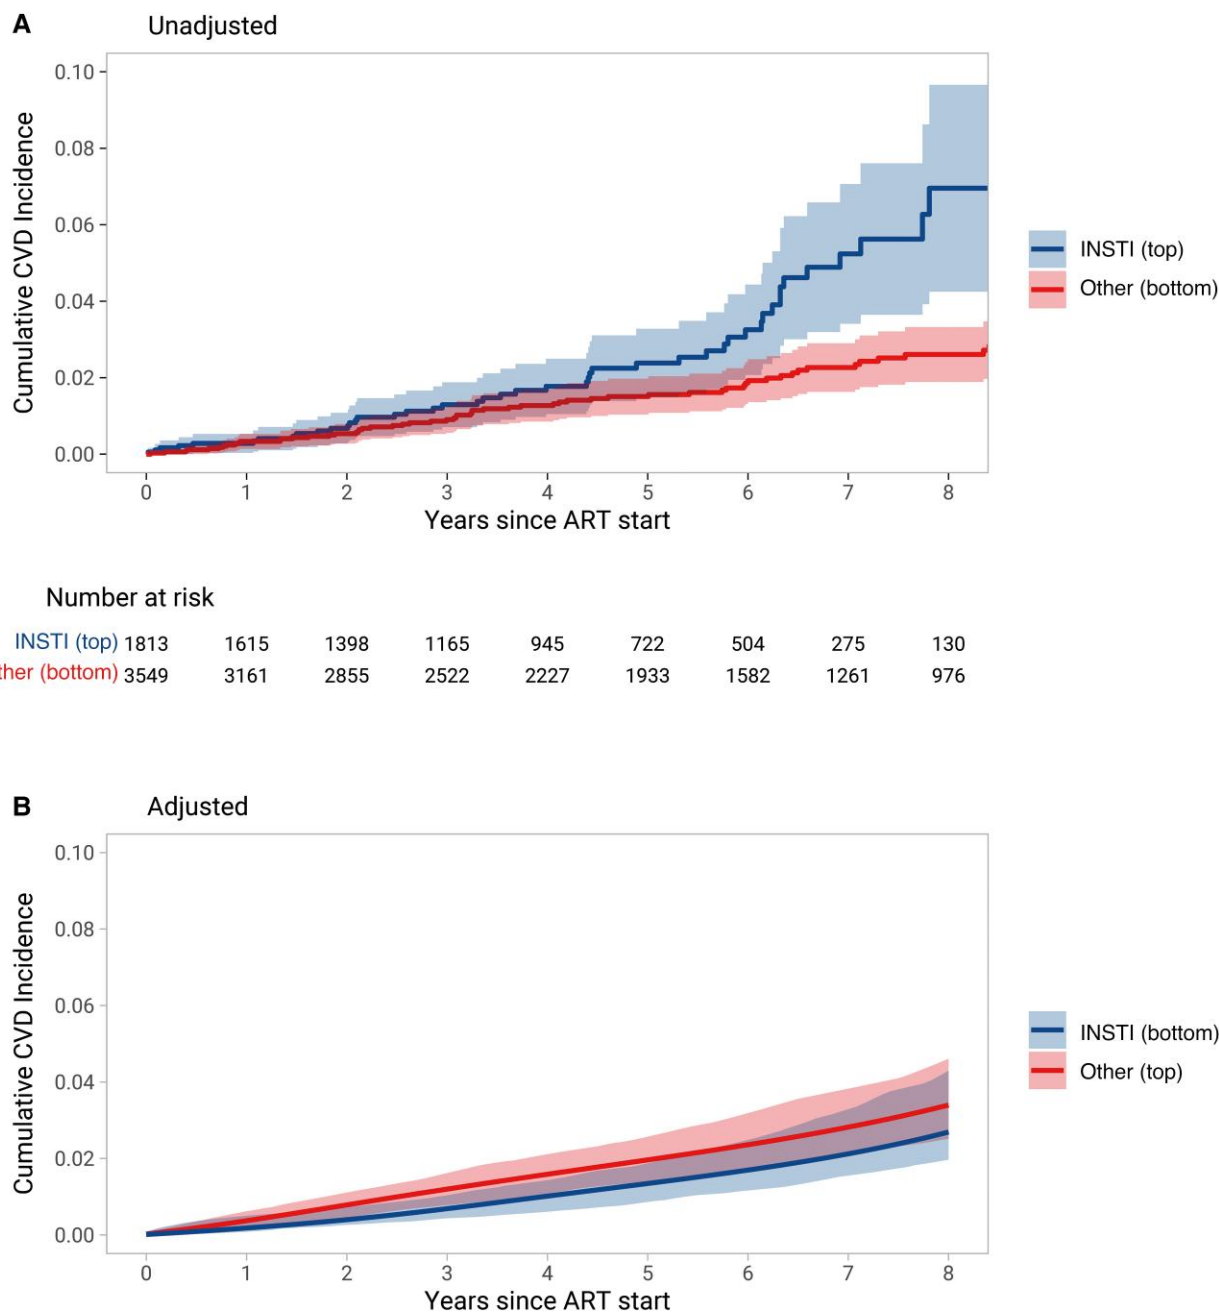 A
Unadjusted
Cumulative CVD Incidence
0.10
0.08
0.06
0.04
0.02
0.00
0 1 2 3 4 5 6 7 8
Years since ART start
INSTI (top)
Other (bottom)
Number at risk
INSTI (top) 1813 1615 1398 1165 945 722 504 275 130
ther (bottom) 3549 3161 2855 2522 2227 1933 1582 1261 976
B
Adjusted
Cumulative CVD Incidence
0.10
0.08
0.06
0.04
0.02
0.00
0 1 2 3 4 5 6 7 8
Years since ART start
INSTI (bottom)
Other (top)